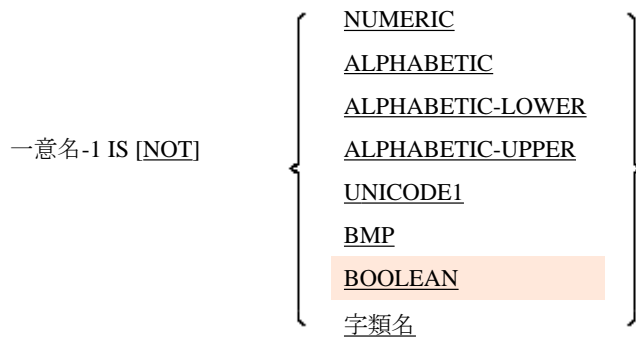 NUMERIC
ALPHABETIC
ALPHABETIC-LOWER
一意名-1 IS [NOT] ALPHABETIC-UPPER
UNICODE1
BMP
BOOLEAN
字類名